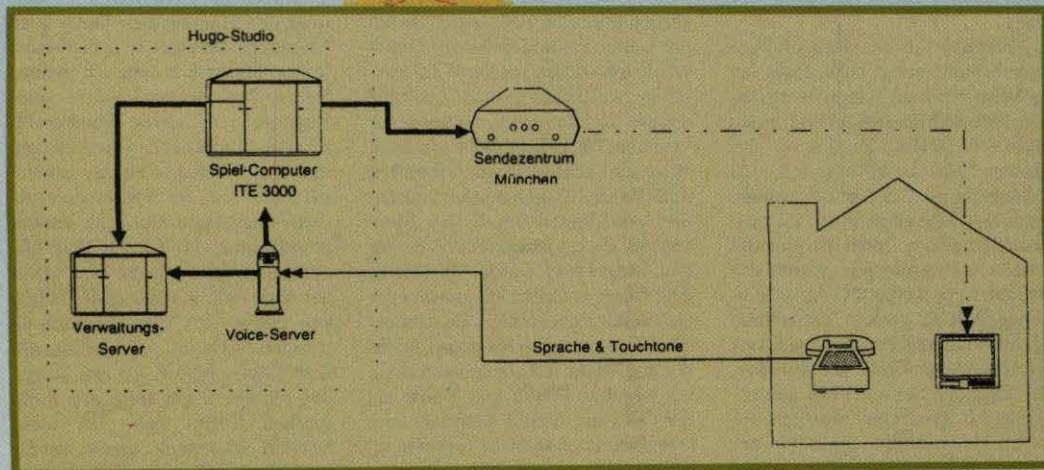 Hugo-Studio
Spiel-Computer
ITE 3000
Sendezentrum
München
Verwaltungs-
Server
Voice-Server
Sprache & Touchtone